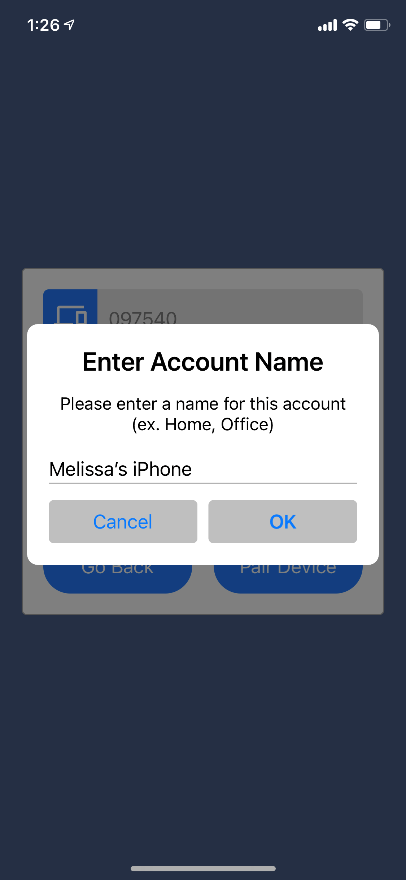 1:26
097540
Enter Account Name
Please enter a name for this account
(ex. Home, Office)
Melissa's iPhone
Cancel
OK
Go Back
Pair Device